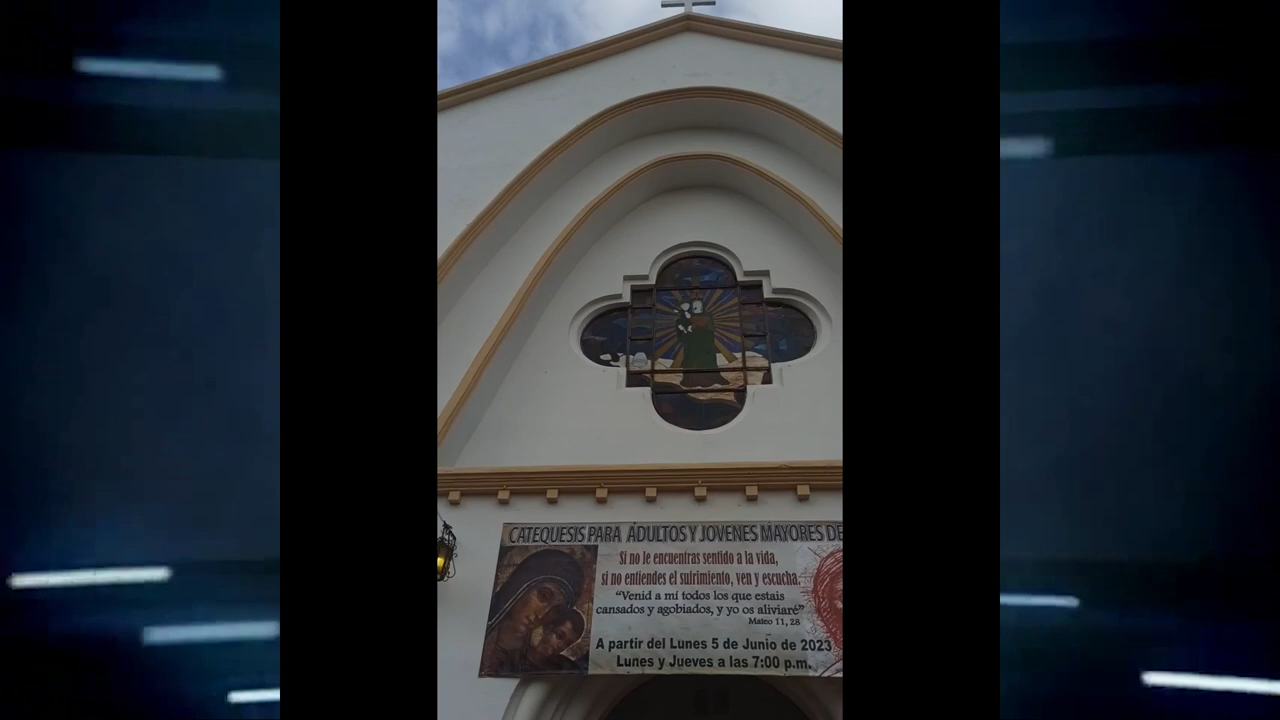 CATEQUESIS PARA ADULTOS Y JOVENES MAYORES DE
Si no le encuentras sentido a la vida,
si no entiendes el sufrimiento, ven y escucha.
“Venid a mí todos los que estais
cansados y agobiados, y yo os aliviaré”
Mateo 11, 28
A partir del Lunes 5 de Junio de 2023
Lunes y Jueves a las 7:00 p.m.